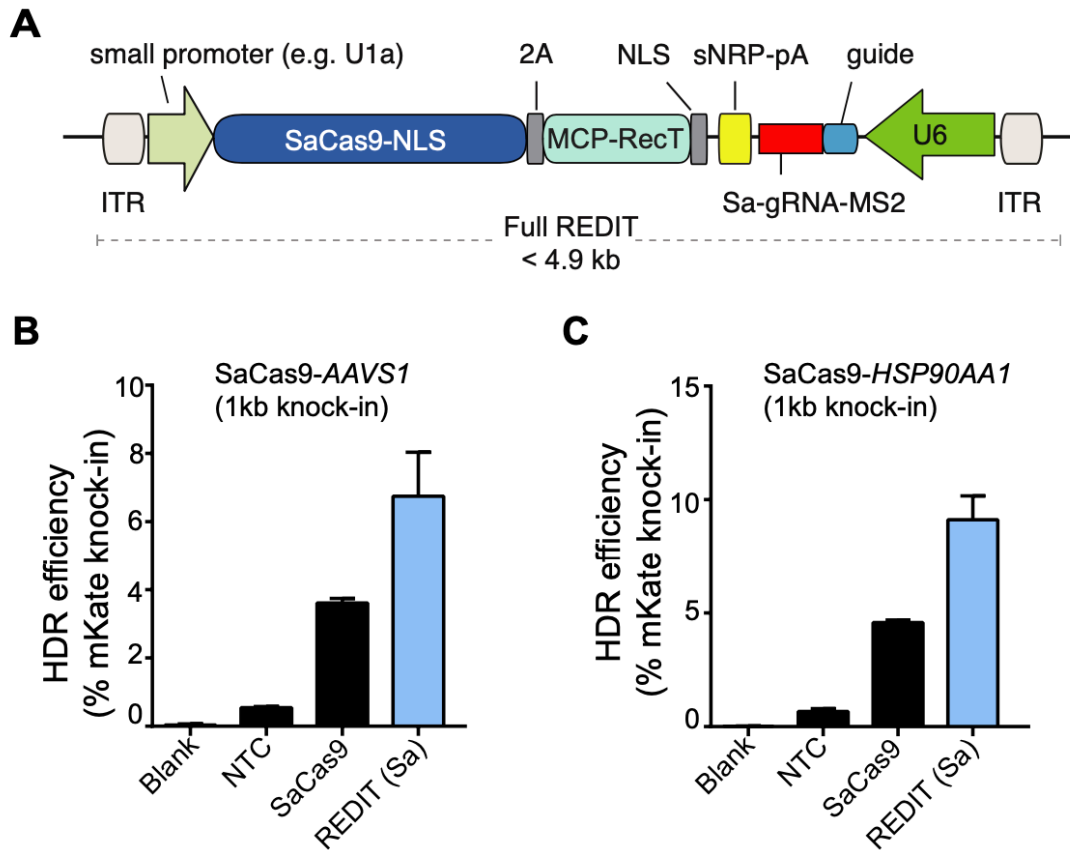 A
small promoter (e.g. U1a)
2A
NLS
sNRP-pA
guide
SaCas9-NLS
MCP-RecT
U6
ITR
Sa-gRNA-MS2
ITR
Full REDIT
< 4.9 kb
B
SaCas9-AAVS1
(1kb knock-in)
HDR efficiency
(% mKate knock-in)
10
8
6
4
2
0
Blank
NTC
SaCas9
REDIT (Sa)
C
SaCas9-HSP90AA1
(1kb knock-in)
HDR efficiency
(% mKate knock-in)
15
10
5
0
Blank
NTC
SaCas9
REDIT (Sa)